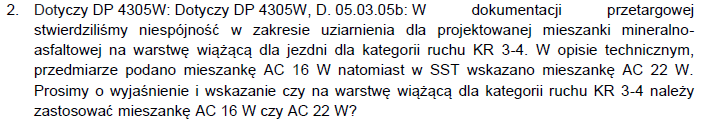 2. Dotyczy DP 4305W: Dotyczy DP 4305W, D. 05.03.05b: W dokumentacji przetargowej
stwierdziliśmy niespójność w zakresie uziarnienia dla projektowanej mieszanki mineralno-
asfaltowej na warstwę wiążącą dla jezdni dla kategorii ruchu KR 3-4. W opisie technicznym,
przedmiarze podano mieszankę AC 16 W natomiast w SST wskazano mieszankę AC 22 W.
Prosimy o wyjaśnienie i wskazanie czy na warstwę wiążącą dla kategorii ruchu KR 3-4 należy
zastosować mieszankę AC 16 W czy AC 22 W?